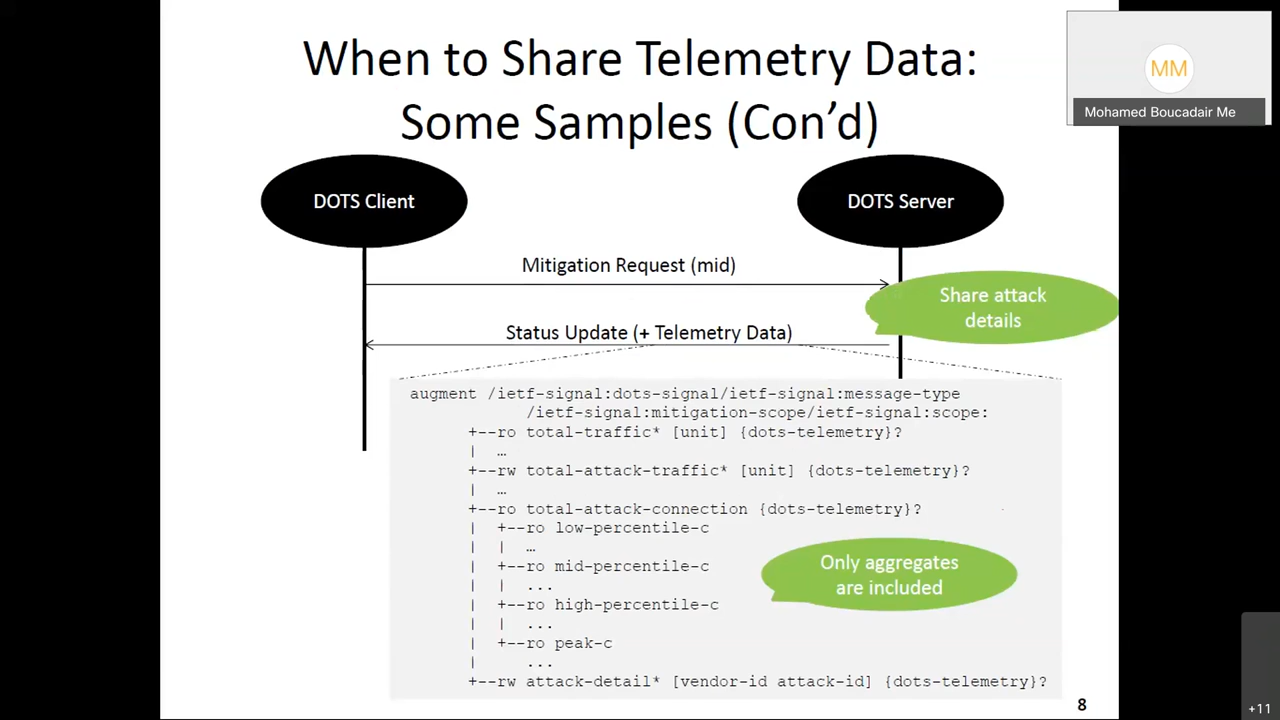 When to Share Telemetry Data:
Some Samples (Con’d)
MM
Mohamed Boucadair Me
DOTS Client
DOTS Server
Mitigation Request (mid)
Share attack
details
Status Update (+ Telemetry Data)
augment /ietf-signal:dots-signal/ietf-signal:message-type
/ietf-signal:mitigation-scope/ietf-signal:scope:
+--ro total-traffic* [unit] {dots-telemetry}?
| …
+--rw total-attack-traffic* [unit] {dots-telemetry}?
| …
+--ro total-attack-connection {dots-telemetry}?
| +--ro low-percentile-c
| | …
| +--ro mid-percentile-c
| | ...
| +--ro high-percentile-c
| | ...
| +--ro peak-c
| ...
+--rw attack-detail* [vendor-id attack-id] {dots-telemetry}?
Only aggregates
are included
8
+11